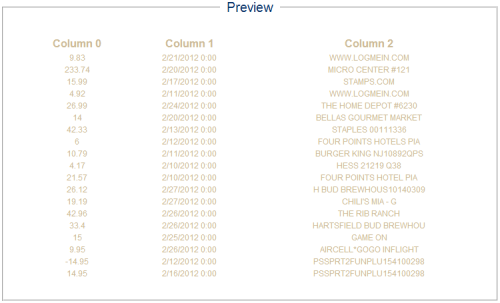 Preview
Column 0 Column 1 Column 2
9.83 2/21/2012 0:00 WWW.LOGMEIN.COM
233.74 2/20/2012 0:00 MICRO CENTER #121
15.99 2/17/2012 0:00 STAMPS.COM
4.92 2/11/2012 0:00 WWW.LOGMEIN.COM
26.99 2/24/2012 0:00 THE HOME DEPOT #6230
14 2/20/2012 0:00 BELLAS GOURMET MARKET
42.33 2/13/2012 0:00 STAPLES 00111336
6 2/12/2012 0:00 FOUR POINTS HOTELS PIA
10.79 2/11/2012 0:00 BURGER KING NJ10892QPS
4.17 2/10/2012 0:00 HESS 21219 Q38
21.57 2/10/2012 0:00 FOUR POINTS HOTEL PIA
26.12 2/27/2012 0:00 H BUD BREWHOUS10140309
19.19 2/27/2012 0:00 CHILI'S MIA - G
42.96 2/26/2012 0:00 THE RIB RANCH
33.4 2/26/2012 0:00 HARTSFIELD BUD BREWHOU
15 2/25/2012 0:00 GAME ON
9.95 2/26/2012 0:00 AIRCELL*GOGO INFLIGHT
-14.95 2/12/2012 0:00 PSSPRT2FUNPLU154100298
14.95 2/16/2012 0:00 PSSPRT2FUNPLU154100298